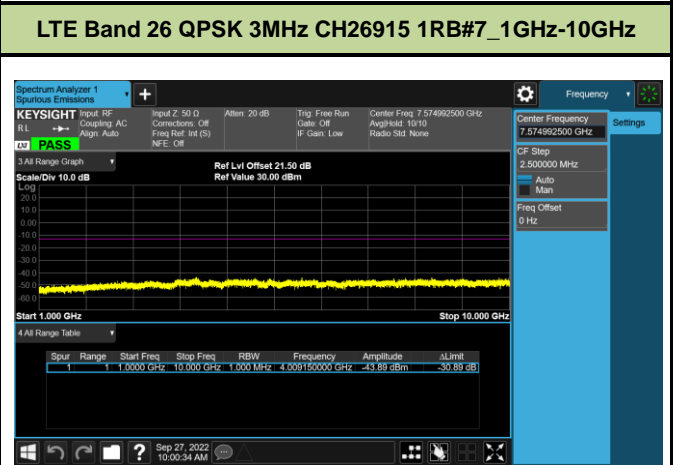 LTE Band 26 QPSK 3MHz CH26915 1RB#7_1GHz-10GHz
Spectrum Analyzer 1
Spurious Emissions
Frequency
KEYSIGHT
RL
Input: RF
Coupling: AC
Align: Auto
Input Z: 50 Ω
Corrections: Off
Freq Ref: Int (S)
NFE: Off
Atten: 20 dB
Trig: Free Run
Gate: Off
IF Gain: Low
Center Freq: 7.574992500 GHz
Avg|Hold: 10/10
Radio Std: None
LXI PASS
Center Frequency
7.574992500 GHz
Settings
CF Step
2.500000 MHz
Auto
Man
Freq Offset
0 Hz
3 All Range Graph
Ref Lvl Offset 21.50 dB
Scale/Div 10.0 dB
Ref Value 30.00 dBm
Log
20.0
10.0
0.00
-10.0
-20.0
-30.0
-40.0
-50.0
-60.0
Start 1.000 GHz
Stop 10.000 GHz
4 All Range Table
Spur Range Start Freq Stop Freq RBW Frequency Amplitude ΔLimit
1 1 1.0000 GHz 10.000 GHz 1.000 MHz 4.009150000 GHz -43.89 dBm -30.89 dB
?
Sep 27, 2022
10:00:34 AM